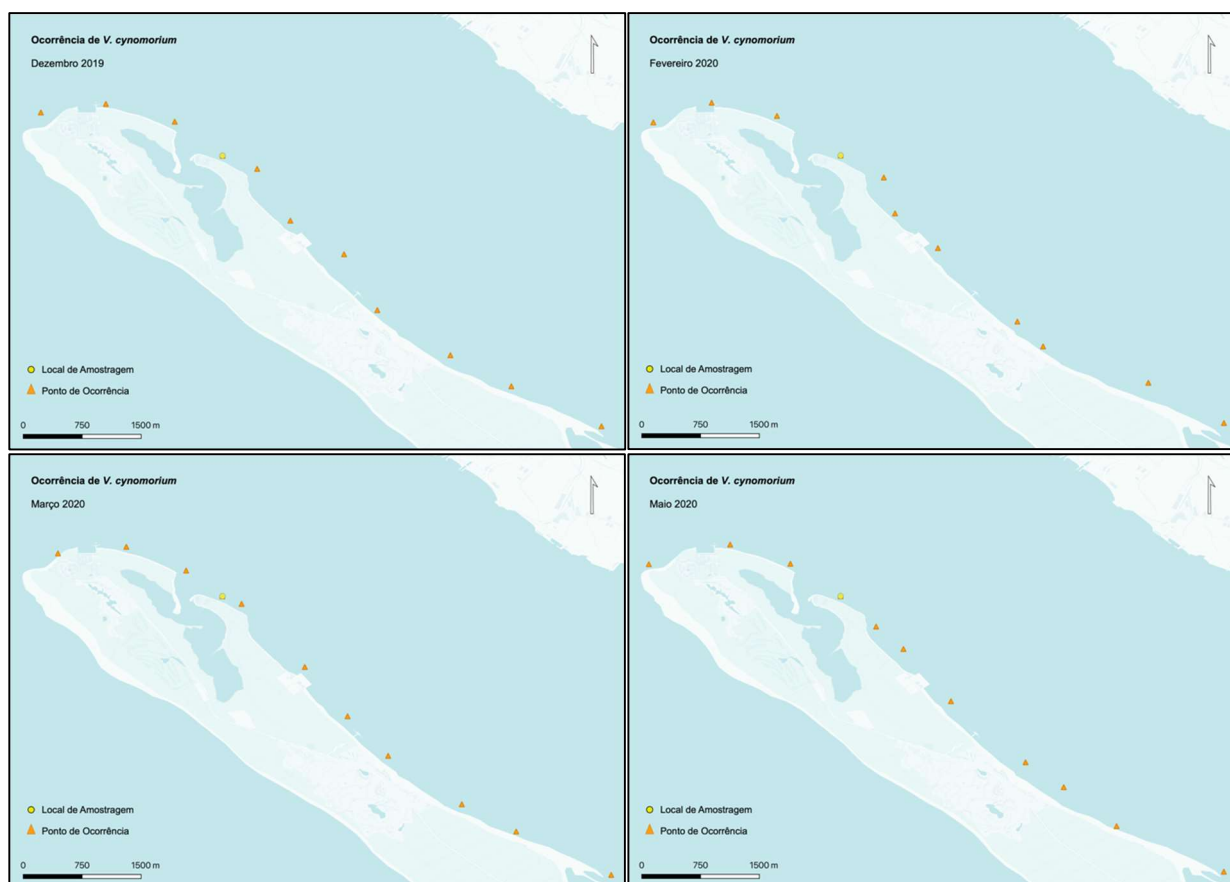 Ocorrência de V. cynomorium
Dezembro 2019
Local de Amostragem
Ponto de Ocorrência
0 750 1500 m
Ocorrência de V. cynomorium
Fevereiro 2020
Local de Amostragem
Ponto de Ocorrência
0 750 1500 m
Ocorrência de V. cynomorium
Março 2020
Local de Amostragem
Ponto de Ocorrência
0 750 1500 m
Ocorrência de V. cynomorium
Maio 2020
Local de Amostragem
Ponto de Ocorrência
0 750 1500 m